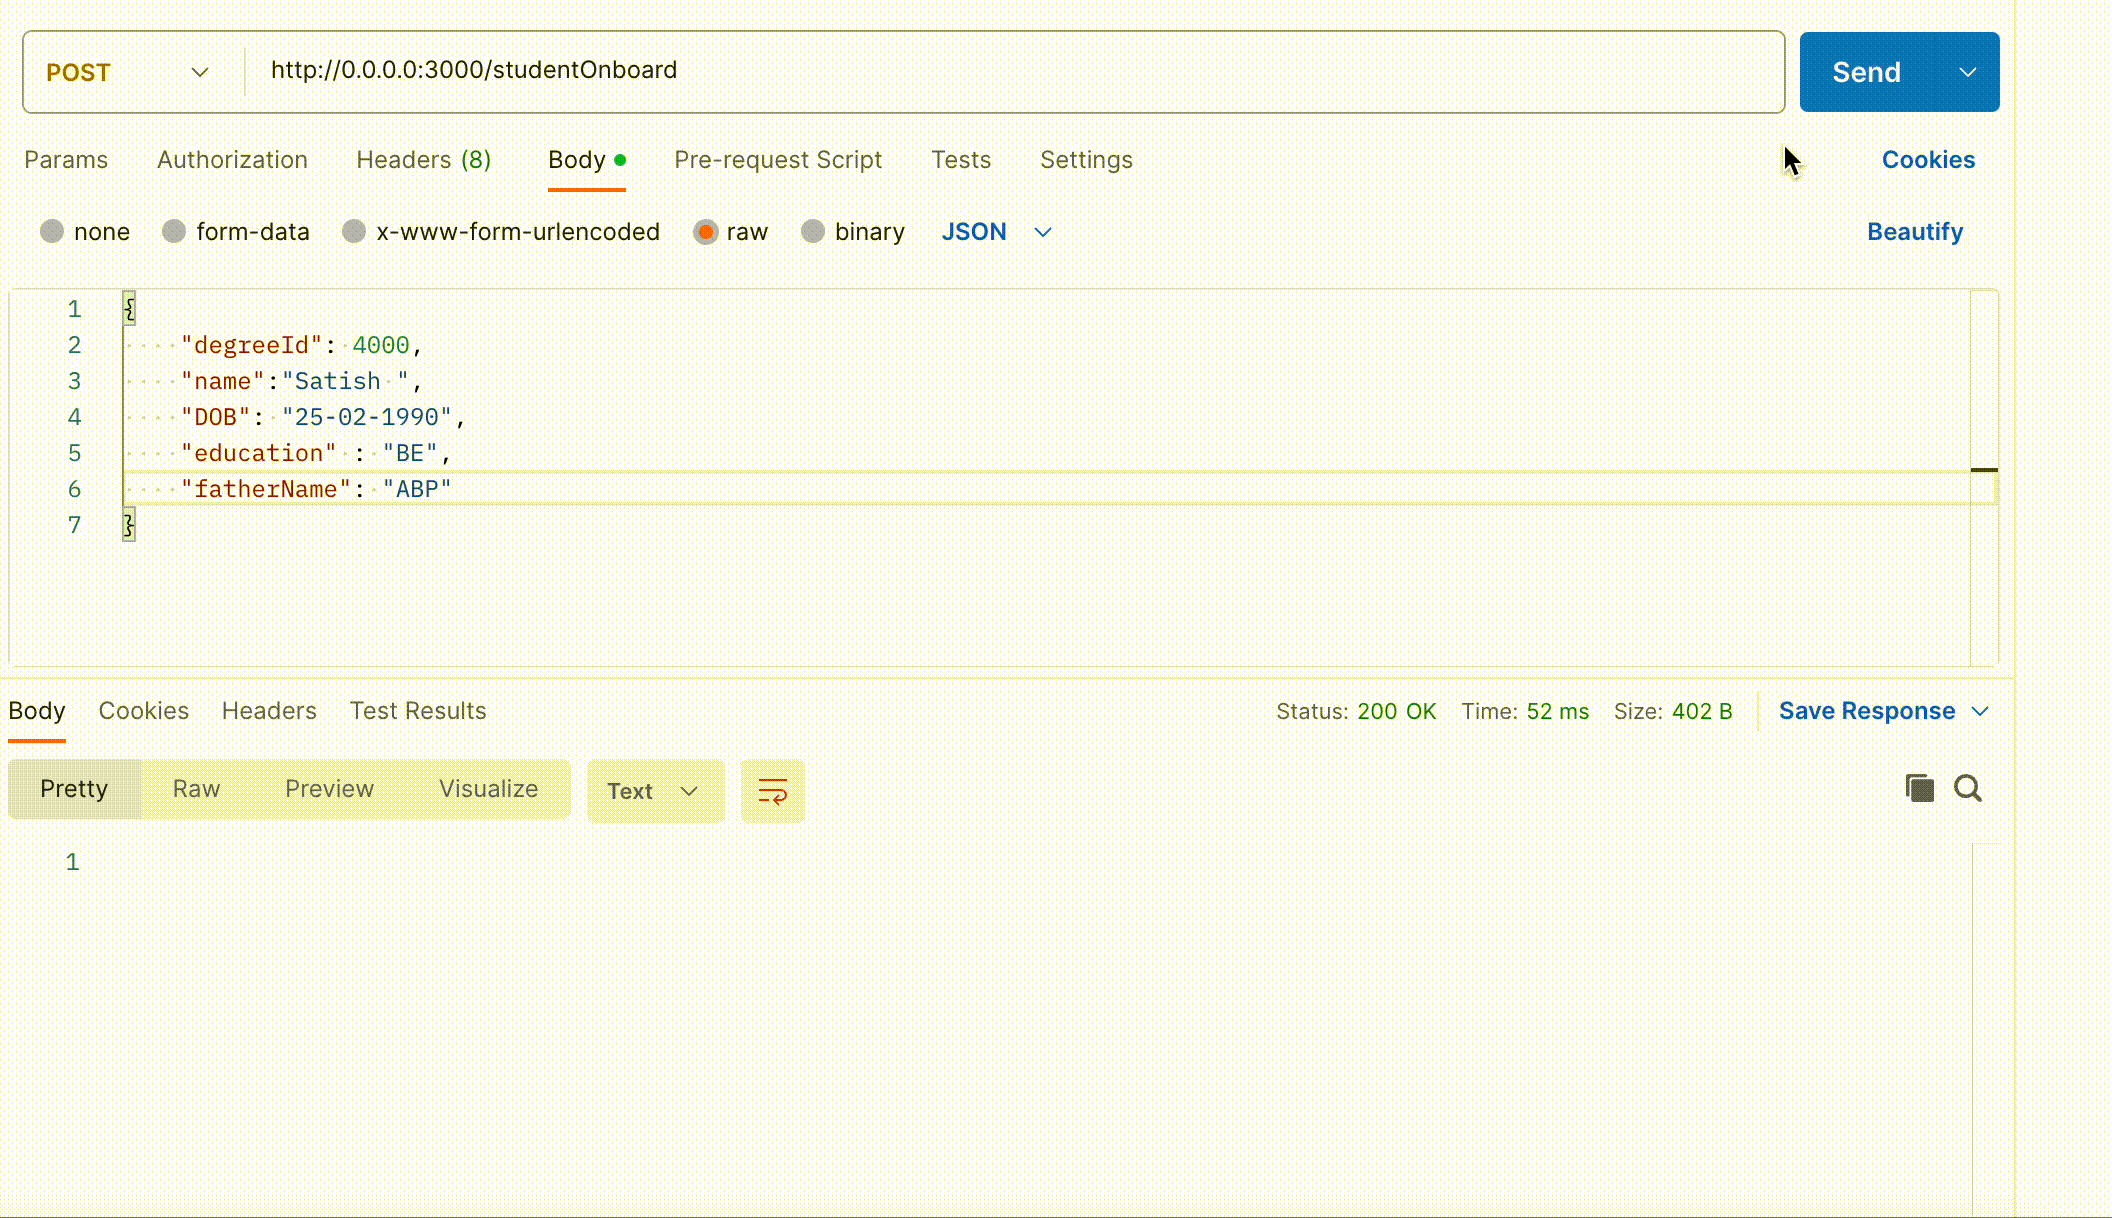 POST http://0.0.0.0:3000/studentOnboard Send
Params Authorization Headers (8) Body Pre-request Script Tests Settings Cookies
none form-data x-www-form-urlencoded raw binary JSON Beautify
1 {
2 "degreeId": 4000,
3 "name":"Satish ",
4 "DOB": "25-02-1990",
5 "education" : "BE",
6 "fatherName": "ABP"
7 }
Body Cookies Headers Test Results Status: 200 OK Time: 52 ms Size: 402 B Save Response
Pretty Raw Preview Visualize Text
1